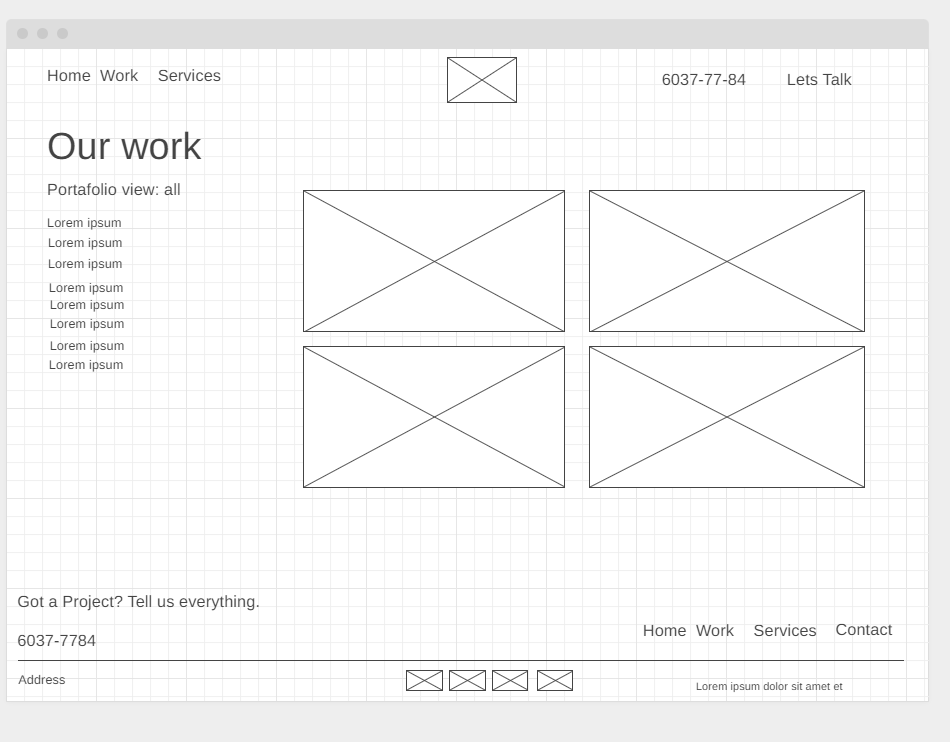 Home Work Services
6037-77-84 Lets Talk
Our work
Portafolio view: all
Lorem ipsum
Lorem ipsum
Lorem ipsum
Lorem ipsum
Lorem ipsum
Lorem ipsum
Lorem ipsum
Lorem ipsum
Got a Project? Tell us everything.
6037-7784
Home Work Services Contact
Address
Lorem ipsum dolor sit amet et